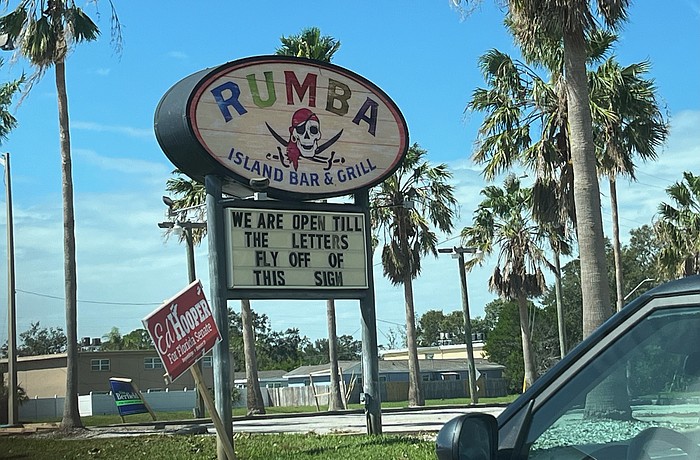 RUMBA
ISLAND BAR & GRILL
WE ARE OPEN TILL
THE LETTERS
FLY OFF OF
THIS SIGN
Ed HOOPER
For Florida Senate